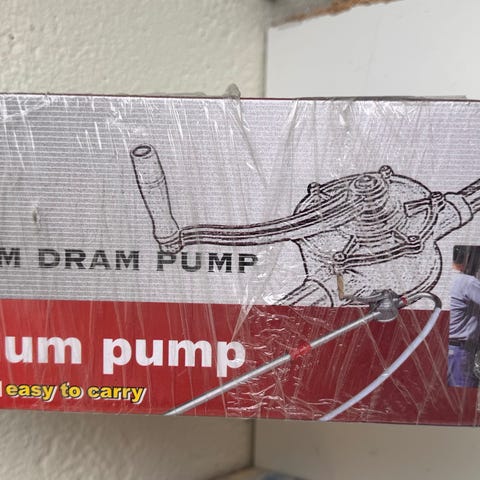 M DRAM PUMP
um pump
easy to carry